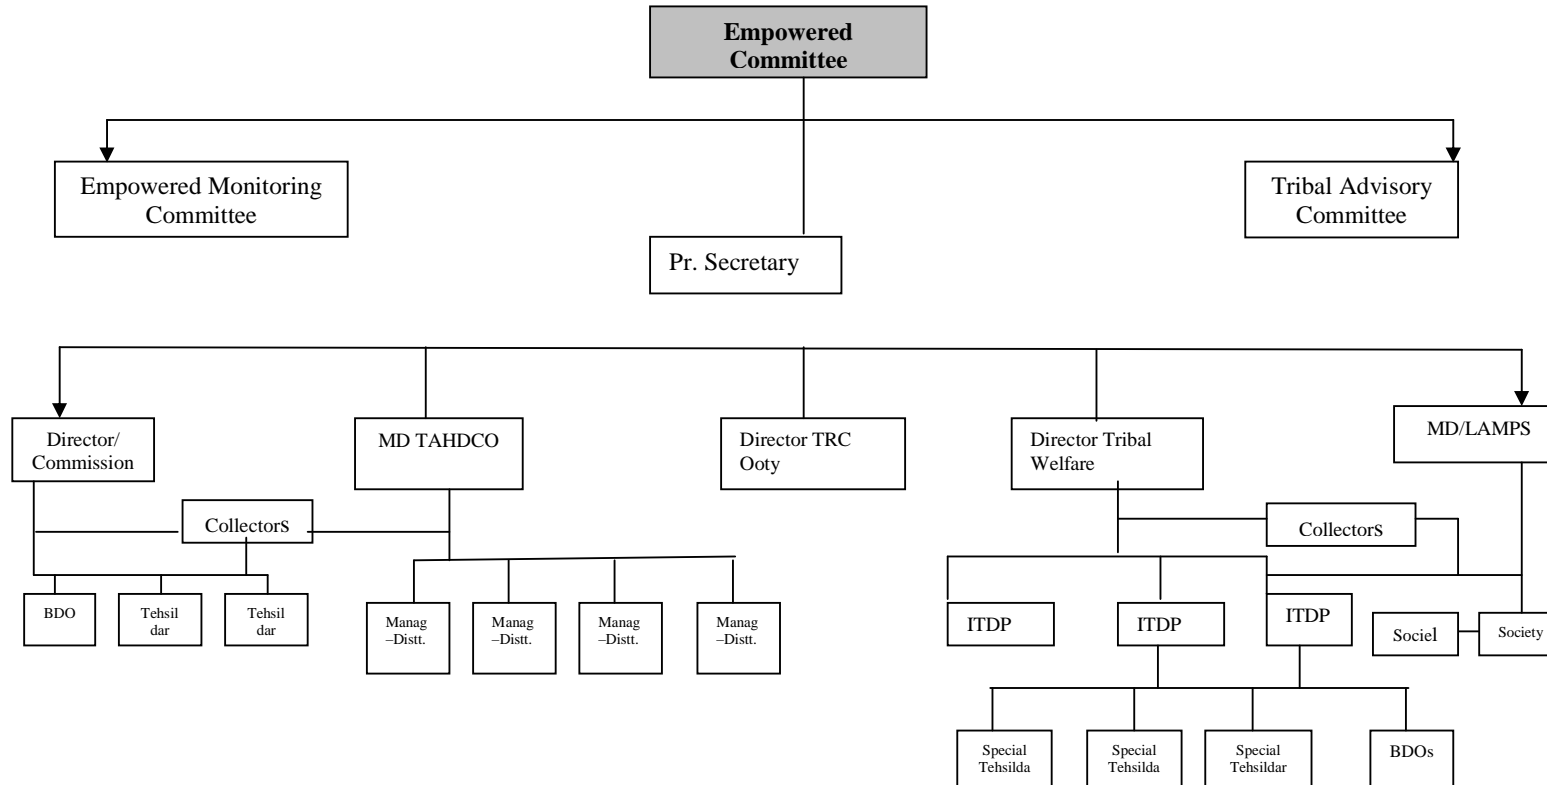 Empowered
Committee
Empowered Monitoring
Committee
Tribal Advisory
Committee
Pr. Secretary
Director/
Commission
MD TAHDCO
Director TRC
Ooty
Director Tribal
Welfare
MD/LAMPS
Collectors
Collectors
BDO
Tehsil
dar
Tehsil
dar
Manag
–Distt.
Manag
–Distt.
Manag
–Distt.
Manag
–Distt.
ITDP
ITDP
ITDP
Sociel
Society
Special
Tehsilda
Special
Tehsilda
Special
Tehsildar
BDOs